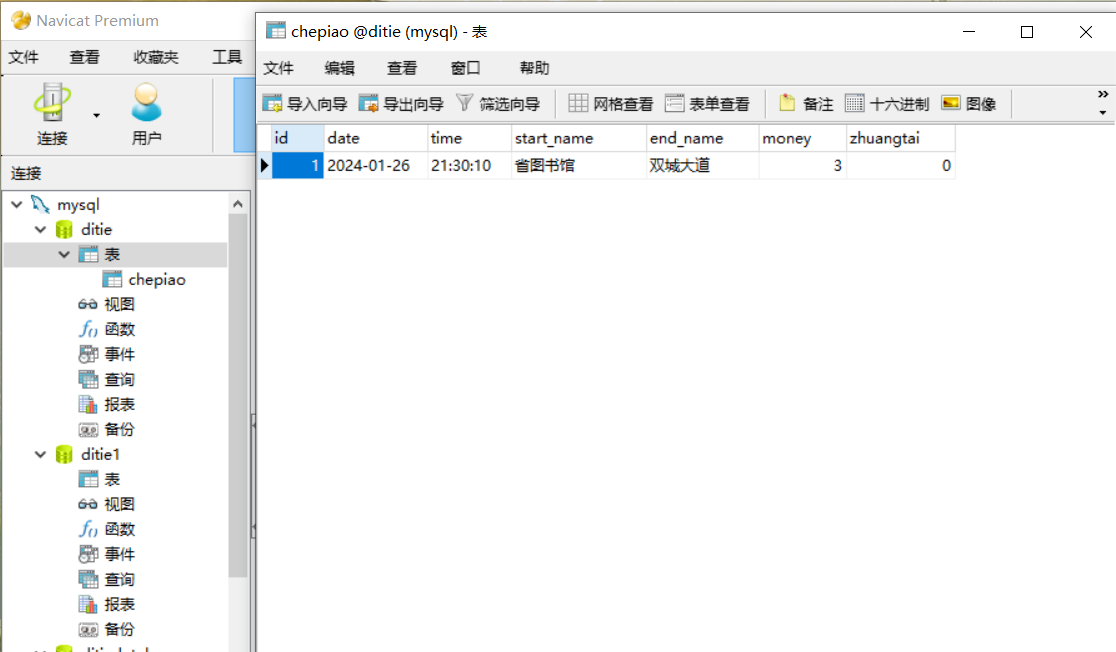 Navicat Premium
文件 查看 收藏夹 工具
连接 用户
连接
mysql
ditie
表
chepiao
视图
函数
事件
查询
报表
备份
ditie1
表
视图
函数
事件
查询
报表
备份
chepiao @ditie (mysql) - 表
文件 编辑 查看 窗口 帮助
导入向导 导出向导 筛选向导 网格查看 表单查看 备注 十六进制 图像
id date time start_name end_name money zhuangtai
1 2024-01-26 21:30:10 省图书馆 双城大道 3 0